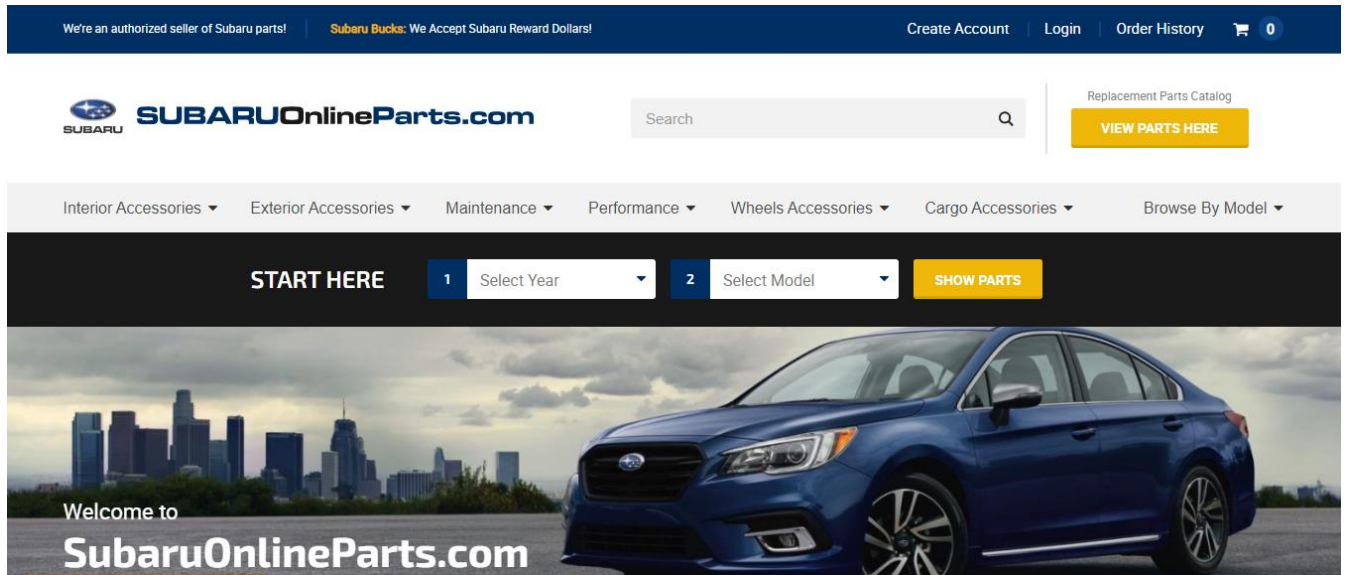 We're an authorized seller of Subaru parts!
Subaru Bucks: We Accept Subaru Reward Dollars!
Create Account
Login
Order History
0
SUBARU
SUBARUOnlineParts.com
Search
Replacement Parts Catalog
VIEW PARTS HERE
Interior Accessories
Exterior Accessories
Maintenance
Performance
Wheels Accessories
Cargo Accessories
Browse By Model
START HERE
1
Select Year
2
Select Model
SHOW PARTS
Welcome to
SubaruOnlineParts.com